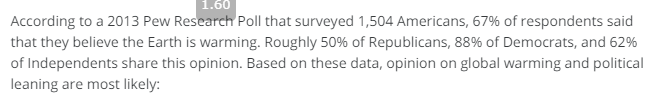 1.60
According to a 2013 Pew Research Poll that surveyed 1,504 Americans, 67% of respondents said
that they believe the Earth is warming. Roughly 50% of Republicans, 88% of Democrats, and 62%
of Independents share this opinion. Based on these data, opinion on global warming and political
leaning are most likely: